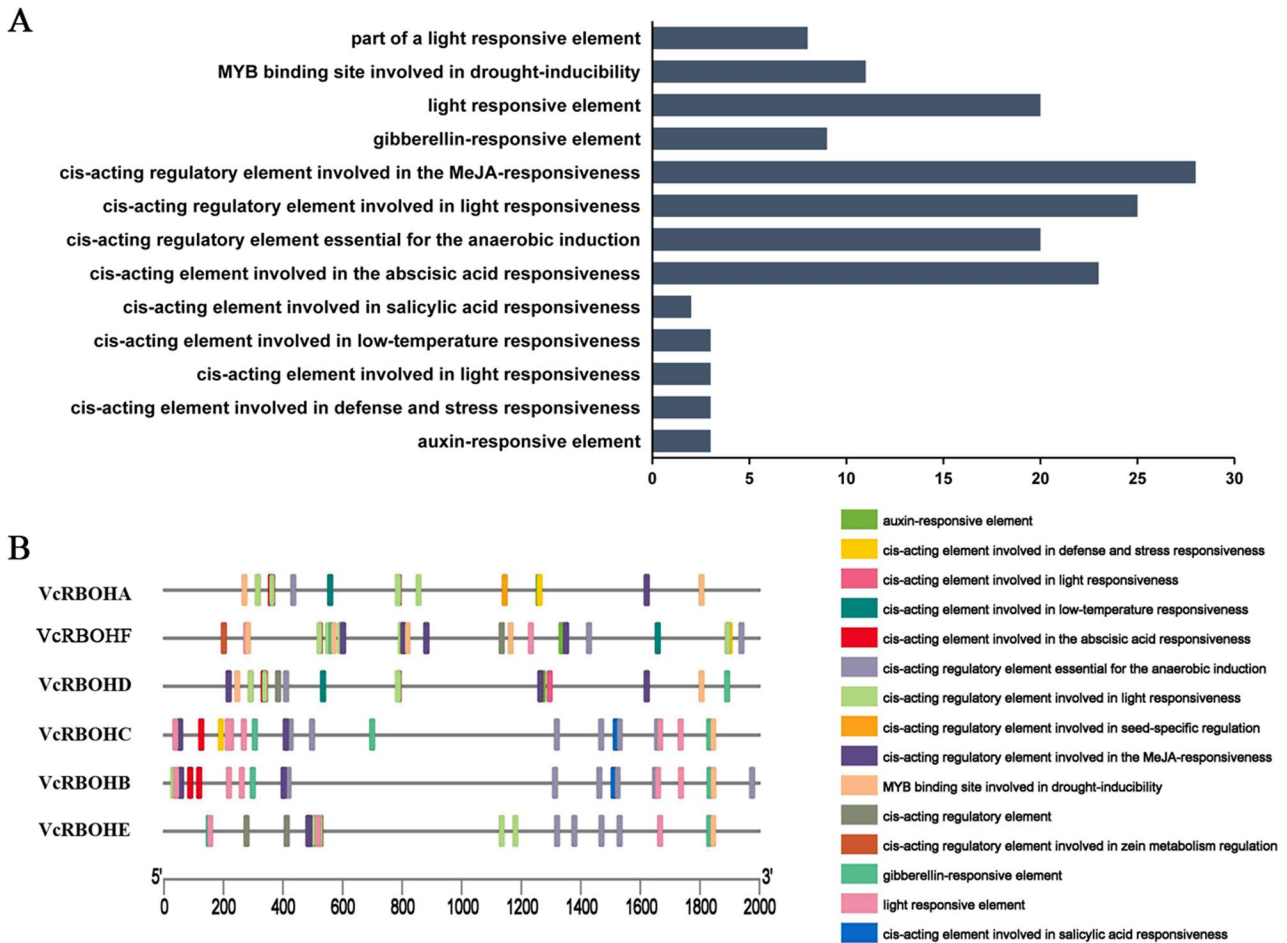 A
part of a light responsive element
MYB binding site involved in drought-inducibility
light responsive element
gibberellin-responsive element
cis-acting regulatory element involved in the MeJA-responsiveness
cis-acting regulatory element involved in light responsiveness
cis-acting regulatory element essential for the anaerobic induction
cis-acting element involved in the abscisic acid responsiveness
cis-acting element involved in salicylic acid responsiveness
cis-acting element involved in low-temperature responsiveness
cis-acting element involved in light responsiveness
cis-acting element involved in defense and stress responsiveness
auxin-responsive element
0 5 10 15 20 25 30
B
VcRBOHA
VcRBOHF
VcRBOHD
VcRBOHC
VcRBOHB
VcRBOHE
5' 3'
0 200 400 600 800 1000 1200 1400 1600 1800 2000
auxin-responsive element
cis-acting element involved in defense and stress responsiveness
cis-acting element involved in light responsiveness
cis-acting element involved in low-temperature responsiveness
cis-acting element involved in the abscisic acid responsiveness
cis-acting regulatory element essential for the anaerobic induction
cis-acting regulatory element involved in light responsiveness
cis-acting regulatory element involved in seed-specific regulation
cis-acting regulatory element involved in the MeJA-responsiveness
MYB binding site involved in drought-inducibility
cis-acting regulatory element
cis-acting regulatory element involved in zein metabolism regulation
gibberellin-responsive element
light responsive element
cis-acting element involved in salicylic acid responsiveness